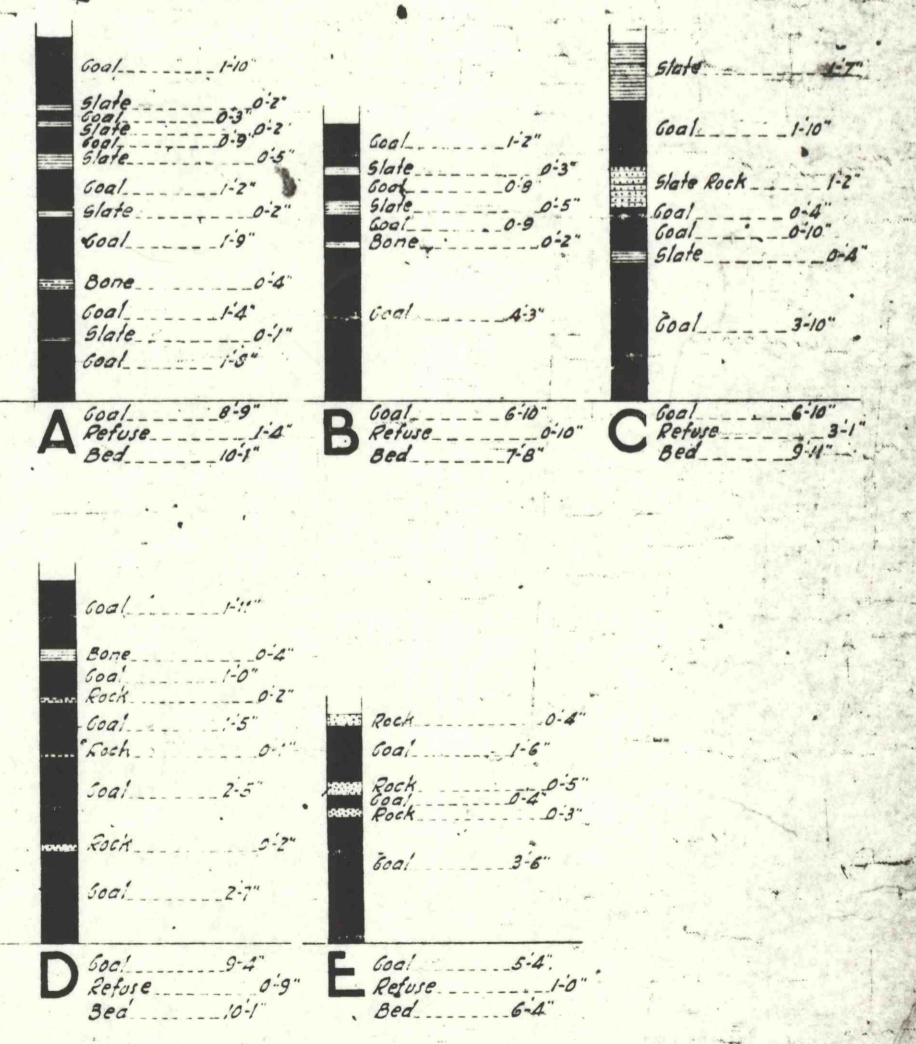 Coal 1'-10"
Slate 0'-2"
Coal 0'-3"
Slate 0'-2
Coal 0'-9"
Slate 0'-5"
Coal 1'-2"
Slate 0'-2"
Coal 1'-9"
Bone 0'-4"
Coal 1'-4"
Slate 0'-1"
Coal 1'-8"
A
Coal 8'-9"
Refuse 1'-4"
Bed 10'-1"
Coal 1'-2"
Slate 0'-3"
Coal 0'-9
Slate 0'-5"
Coal 0'-9
Bone 0'-2"
Coal 4'-3"
B
Coal 6'-10"
Refuse 0'-10"
Bed 7'-8"
Slate 1'-7"
Coal 1'-10"
Slate Rock 1'-2"
Coal 0'-4"
Coal 0'-10"
Slate 0'-4
Coal 3'-10"
C
Coal 6'-10"
Refuse 3'-1"
Bed 9'-11"
Coal 1'-11"
Bone 0'-4"
Coal 1'-0"
Rock 0'-2"
Coal 1'-5"
Rock 0'-1"
Coal 2'-5"
Rock 0'-2"
Coal 2'-7"
D
Coal 9'-4"
Refuse 0'-9"
Bed 10'-1"
Rock 0'-4"
Coal 1'-6"
Rock 0'-5"
Coal 0'-4"
Rock 0'-3"
Coal 3'-6"
E
Coal 5'-4"
Refuse 1'-0"
Bed 6'-4"